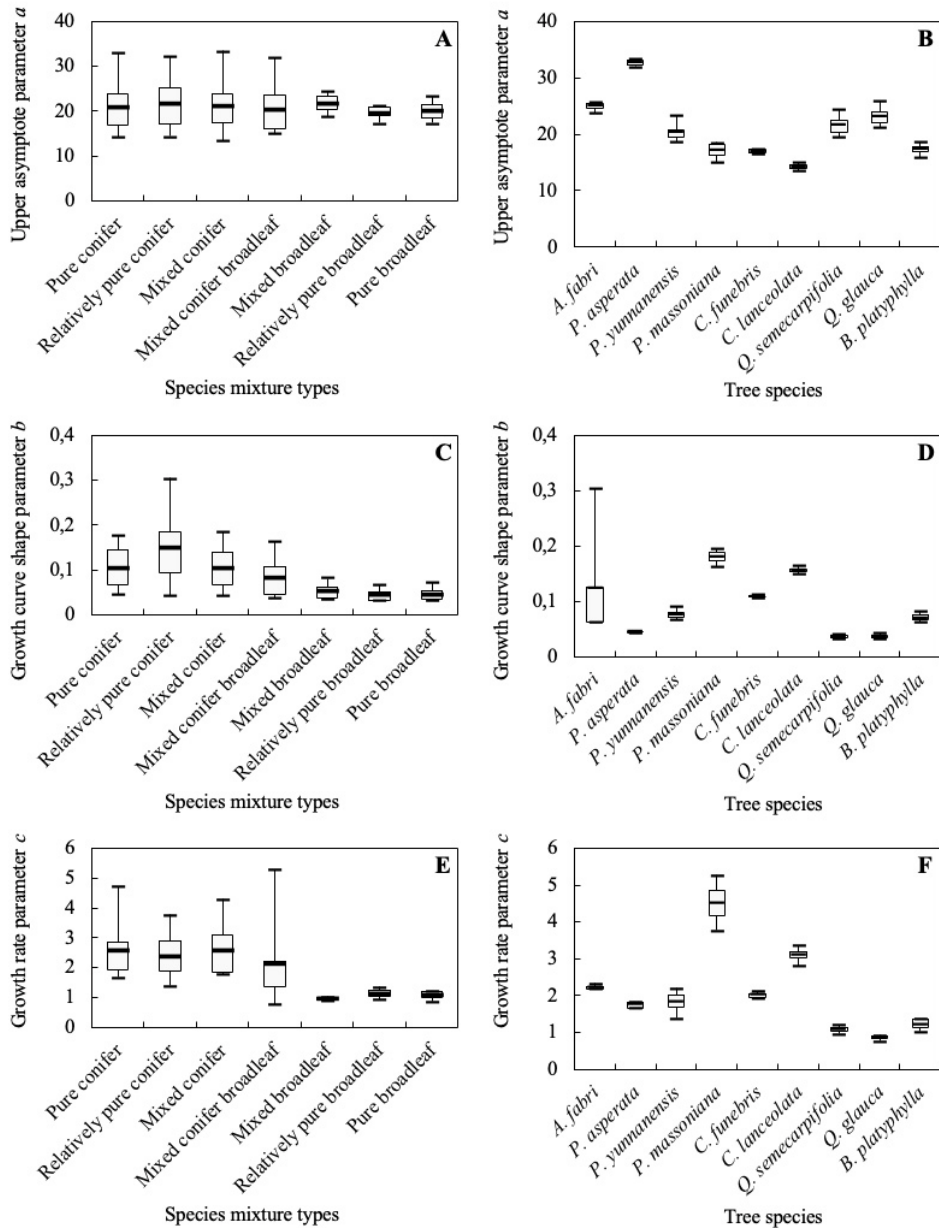 A
Upper asymptote parameter a
40
30
20
10
0
Pure conifer
Relatively pure conifer
Mixed conifer
Mixed conifer broadleaf
Mixed broadleaf
Relatively pure broadleaf
Pure broadleaf
Species mixture types
B
Upper asymptote parameter a
40
30
20
10
0
A. fabri
P. asperata
P. yunnanensis
P. massoniana
C. funebris
C. lanceolata
Q. semecarpifolia
Q. glauca
B. platyphylla
Tree species
C
Growth curve shape parameter b
0,4
0,3
0,2
0,1
0
Pure conifer
Relatively pure conifer
Mixed conifer
Mixed conifer broadleaf
Mixed broadleaf
Relatively pure broadleaf
Pure broadleaf
Species mixture types
D
Growth curve shape parameter b
0,4
0,3
0,2
0,1
0
A. fabri
P. asperata
P. yunnanensis
P. massoniana
C. funebris
C. lanceolata
Q. semecarpifolia
Q. glauca
B. platyphylla
Tree species
E
Growth rate parameter c
6
5
4
3
2
1
0
Pure conifer
Relatively pure conifer
Mixed conifer
Mixed conifer broadleaf
Mixed broadleaf
Relatively pure broadleaf
Pure broadleaf
Species mixture types
F
Growth rate parameter c
6
5
4
3
2
1
0
A. fabri
P. asperata
P. yunnanensis
P. massoniana
C. funebris
C. lanceolata
Q. semecarpifolia
Q. glauca
B. platyphylla
Tree species